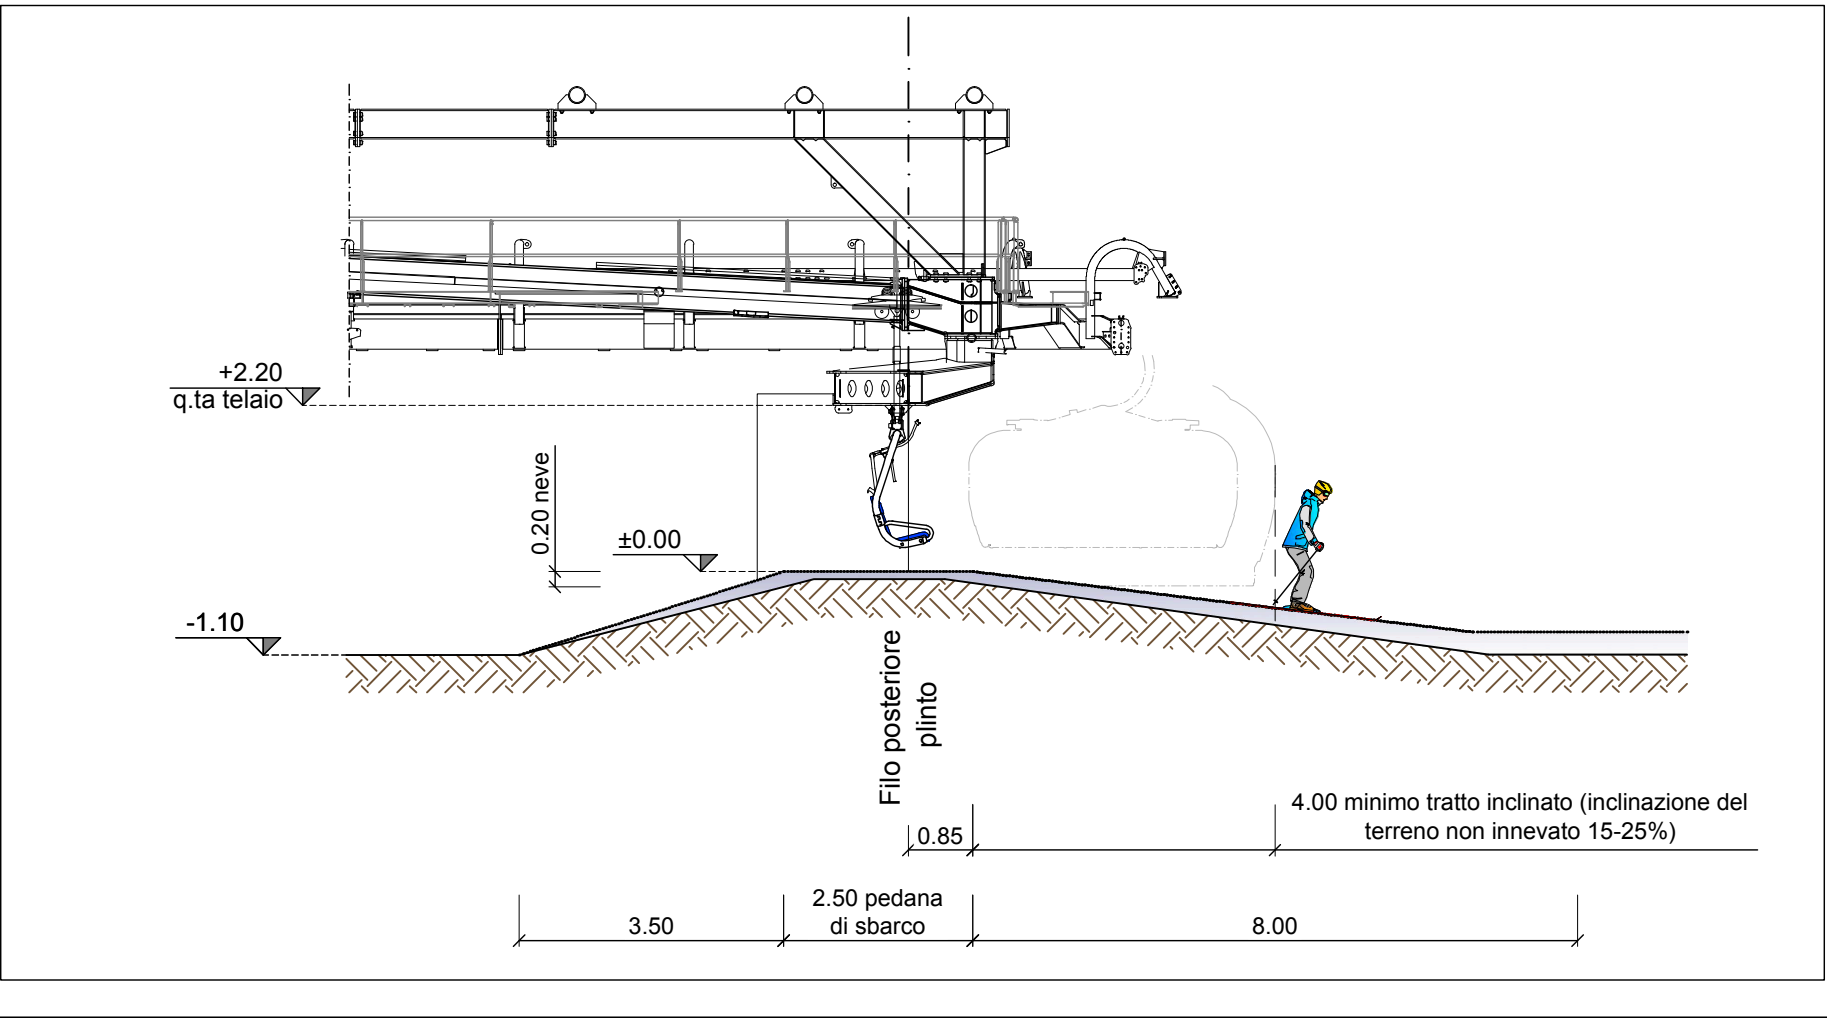 +2.20
q.ta telaio
0.20 neve
±0.00
-1.10
Filo posteriore
plinto
4.00 minimo tratto inclinato (inclinazione del
terreno non innevato 15-25%)
0.85
2.50 pedana
di sbarco
3.50
8.00